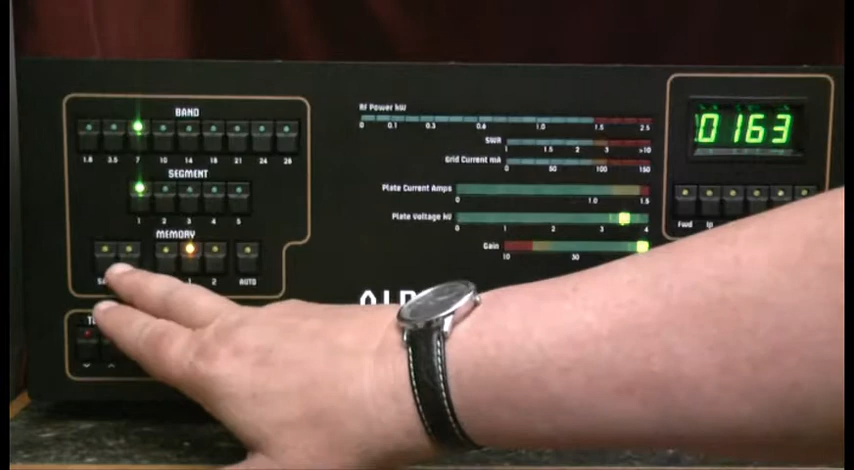 BAND
1.8 3.5 7 10 14 18 21 24 28
SEGMENT
1 2 3 4 5
MEMORY
1 2 AUTO
RF Power kW
0 0.1 0.3 0.6 1.0 1.5 2.5
SWR
1 1.5 2 3 >10
Grid Current mA
0 50 100 150
Plate Current Amps
0 1.0 1.5
Plate Voltage kV
0 1 2 3 4
Gain
10 30
0163
Fwd Ip